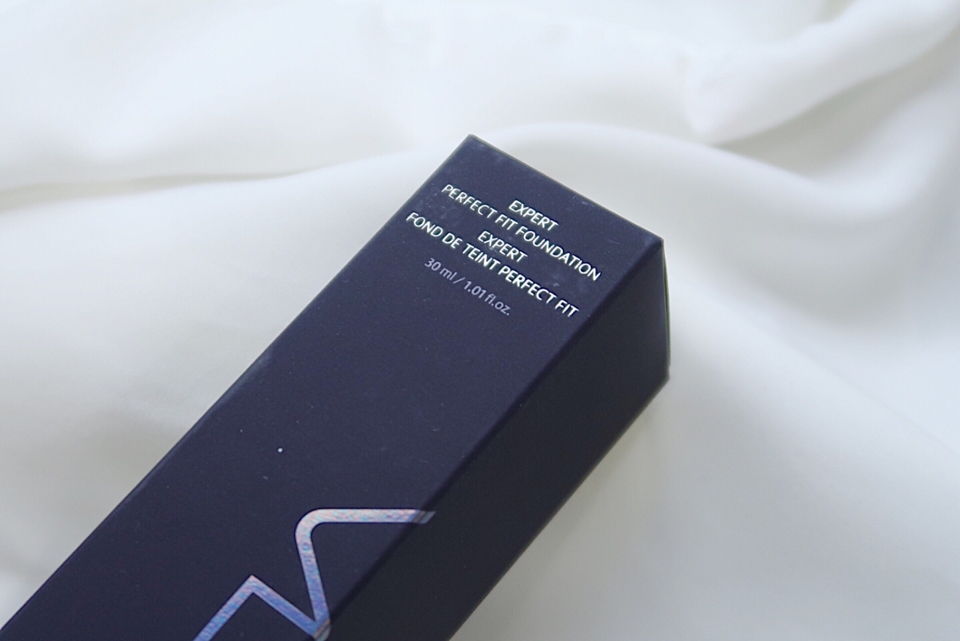 EXPERT
PERFECT FIT FOUNDATION
EXPERT
FOND DE TEINT PERFECT FIT
30 ml / 1.01 fl.oz.